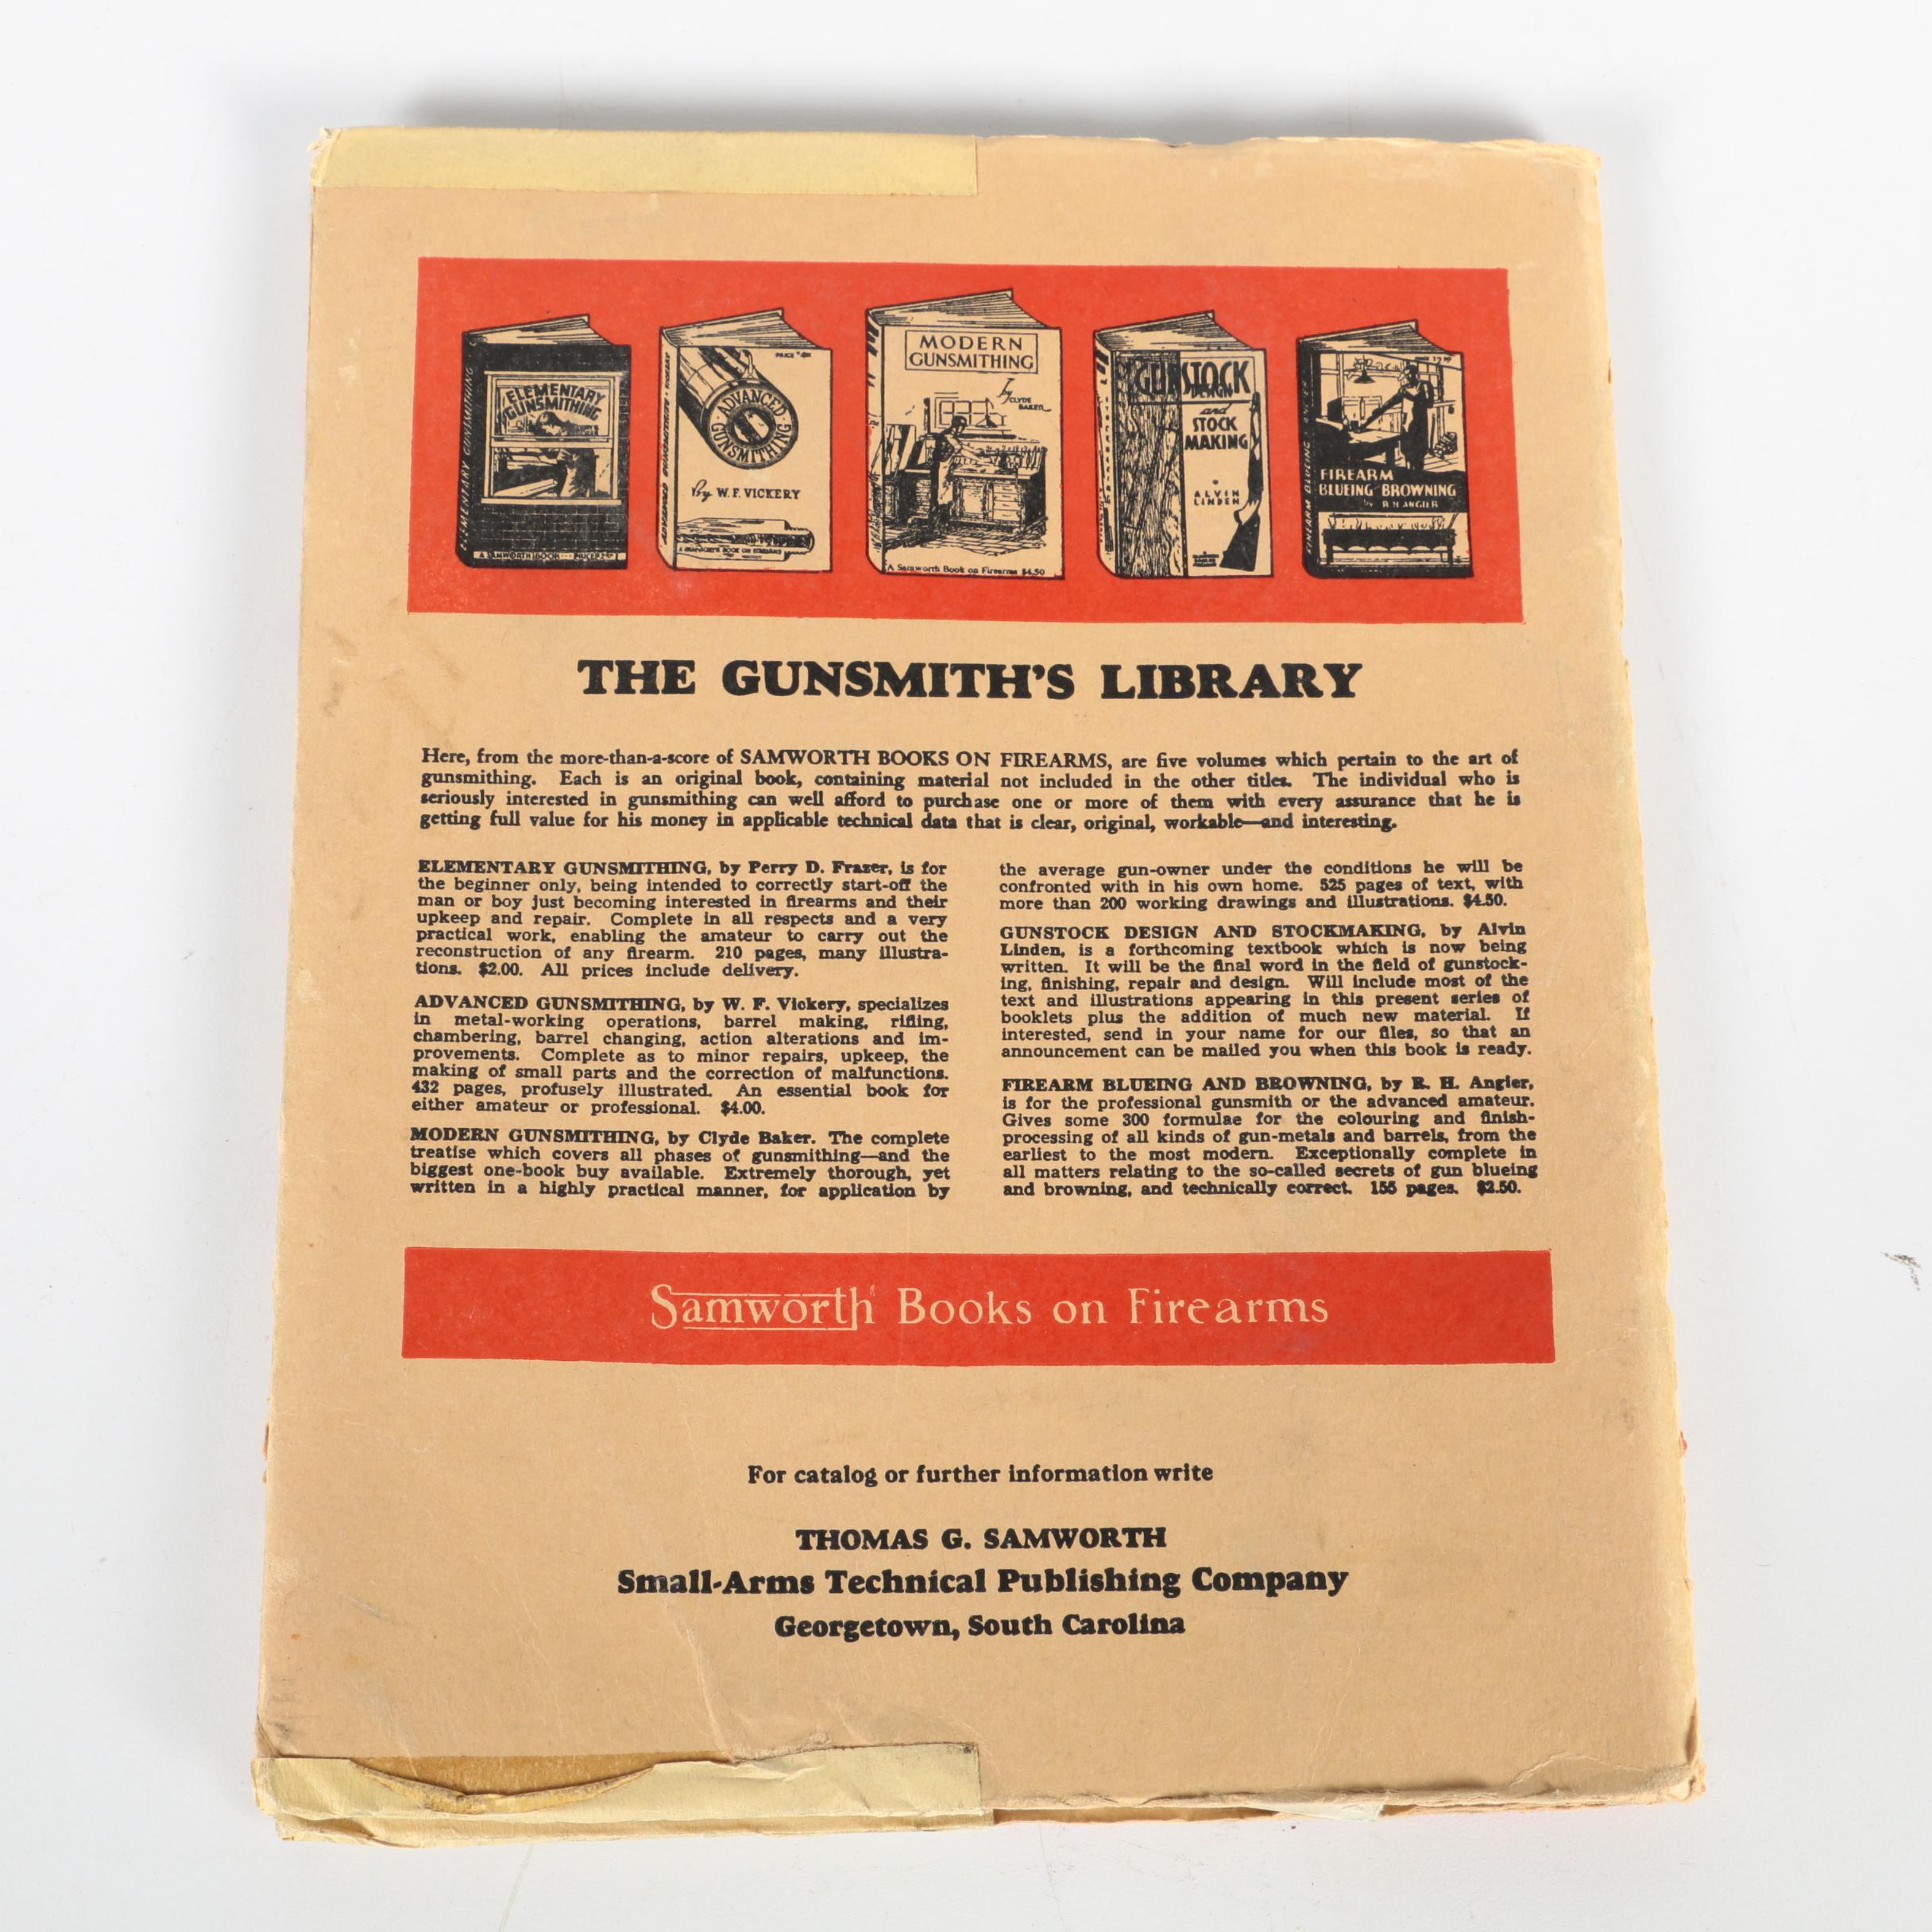 ELEMENTARY GUNSMITHING
ELEMENTARY
GUNSMITHING
A SAMWORTH BOOK
ADVANCED
GUNSMITHING
By W. F. VICKERY
MODERN
GUNSMITHING
by CLYDE
BAKER
A Samworth Book on Firearms $4.50
GUNSTOCK
DESIGN
and
STOCK
MAKING
ALVIN
LINDEN
FIREARM
BLUEING BROWNING
by R H ANGIER
THE GUNSMITH'S LIBRARY
Here, from the more-than-a-score of SAMWORTH BOOKS ON FIREARMS, are five volumes which pertain to the art of
gunsmithing. Each is an original book, containing material not included in the other titles. The individual who is
seriously interested in gunsmithing can well afford to purchase one or more of them with every assurance that he is
getting full value for his money in applicable technical data that is clear, original, workable—and interesting.
ELEMENTARY GUNSMITHING, by Perry D. Frazer, is for
the beginner only, being intended to correctly start-off the
man or boy just becoming interested in firearms and their
upkeep and repair. Complete in all respects and a very
practical work, enabling the amateur to carry out the
reconstruction of any firearm. 210 pages, many illustra-
tions. $2.00. All prices include delivery.
ADVANCED GUNSMITHING, by W. F. Vickery, specializes
in metal-working operations, barrel making, rifling,
chambering, barrel changing, action alterations and im-
provements. Complete as to minor repairs, upkeep, the
making of small parts and the correction of malfunctions.
432 pages, profusely illustrated. An essential book for
either amateur or professional. $4.00.
MODERN GUNSMITHING, by Clyde Baker. The complete
treatise which covers all phases of gunsmithing—and the
biggest one-book buy available. Extremely thorough, yet
written in a highly practical manner, for application by
the average gun-owner under the conditions he will be
confronted with in his own home. 525 pages of text, with
more than 200 working drawings and illustrations. $4.50.
GUNSTOCK DESIGN AND STOCKMAKING, by Alvin
Linden, is a forthcoming textbook which is now being
written. It will be the final word in the field of gunstock-
ing, finishing, repair and design. Will include most of the
text and illustrations appearing in this present series of
booklets plus the addition of much new material. If
interested, send in your name for our files, so that an
announcement can be mailed you when this book is ready.
FIREARM BLUEING AND BROWNING, by R. H. Angier,
is for the professional gunsmith or the advanced amateur.
Gives some 300 formulae for the colouring and finish-
processing of all kinds of gun-metals and barrels, from the
earliest to the most modern. Exceptionally complete in
all matters relating to the so-called secrets of gun blueing
and browning, and technically correct. 155 pages. $2.50.
Samworth Books on Firearms
For catalog or further information write
THOMAS G. SAMWORTH
Small-Arms Technical Publishing Company
Georgetown, South Carolina